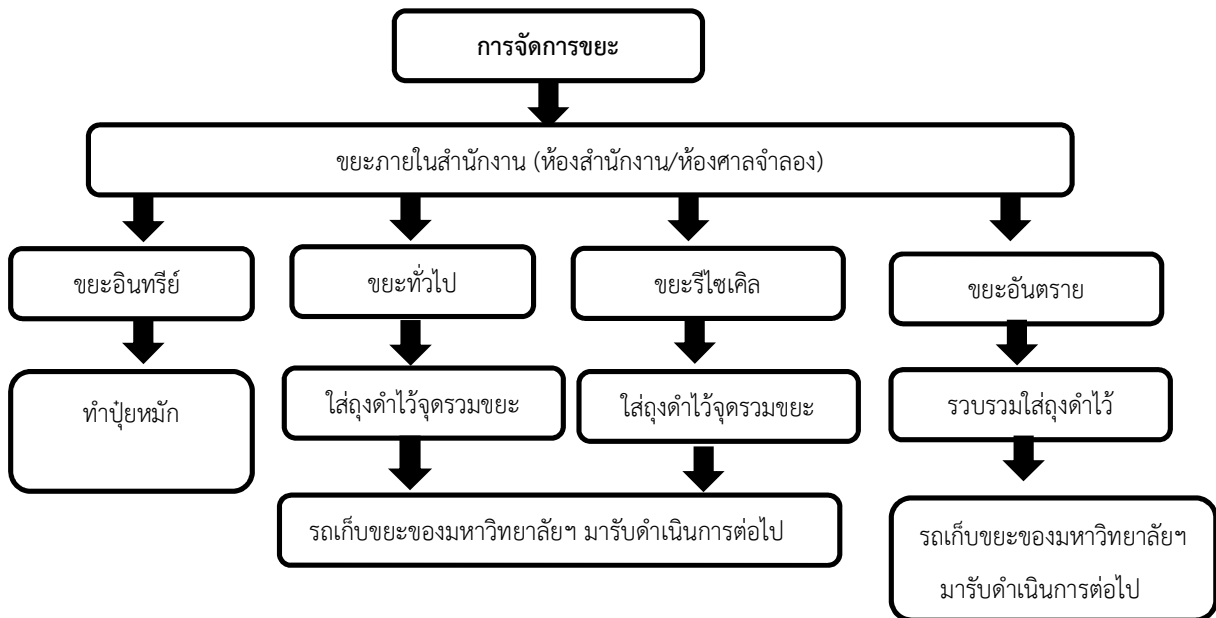 การจัดการขยะ
ขยะภายในสำนักงาน (ห้องสำนักงาน/ห้องศาลจำลอง)
ขยะอินทรีย์
ขยะทั่วไป
ขยะรีไซเคิล
ขยะอันตราย
ทำปุ๋ยหมัก
ใส่ถุงดำไว้จุดรวมขยะ
ใส่ถุงดำไว้จุดรวมขยะ
รวบรวมใส่ถุงดำไว้
รถเก็บขยะของมหาวิทยาลัยฯ มารับดำเนินการต่อไป
รถเก็บขยะของมหาวิทยาลัยฯ
มารับดำเนินการต่อไป